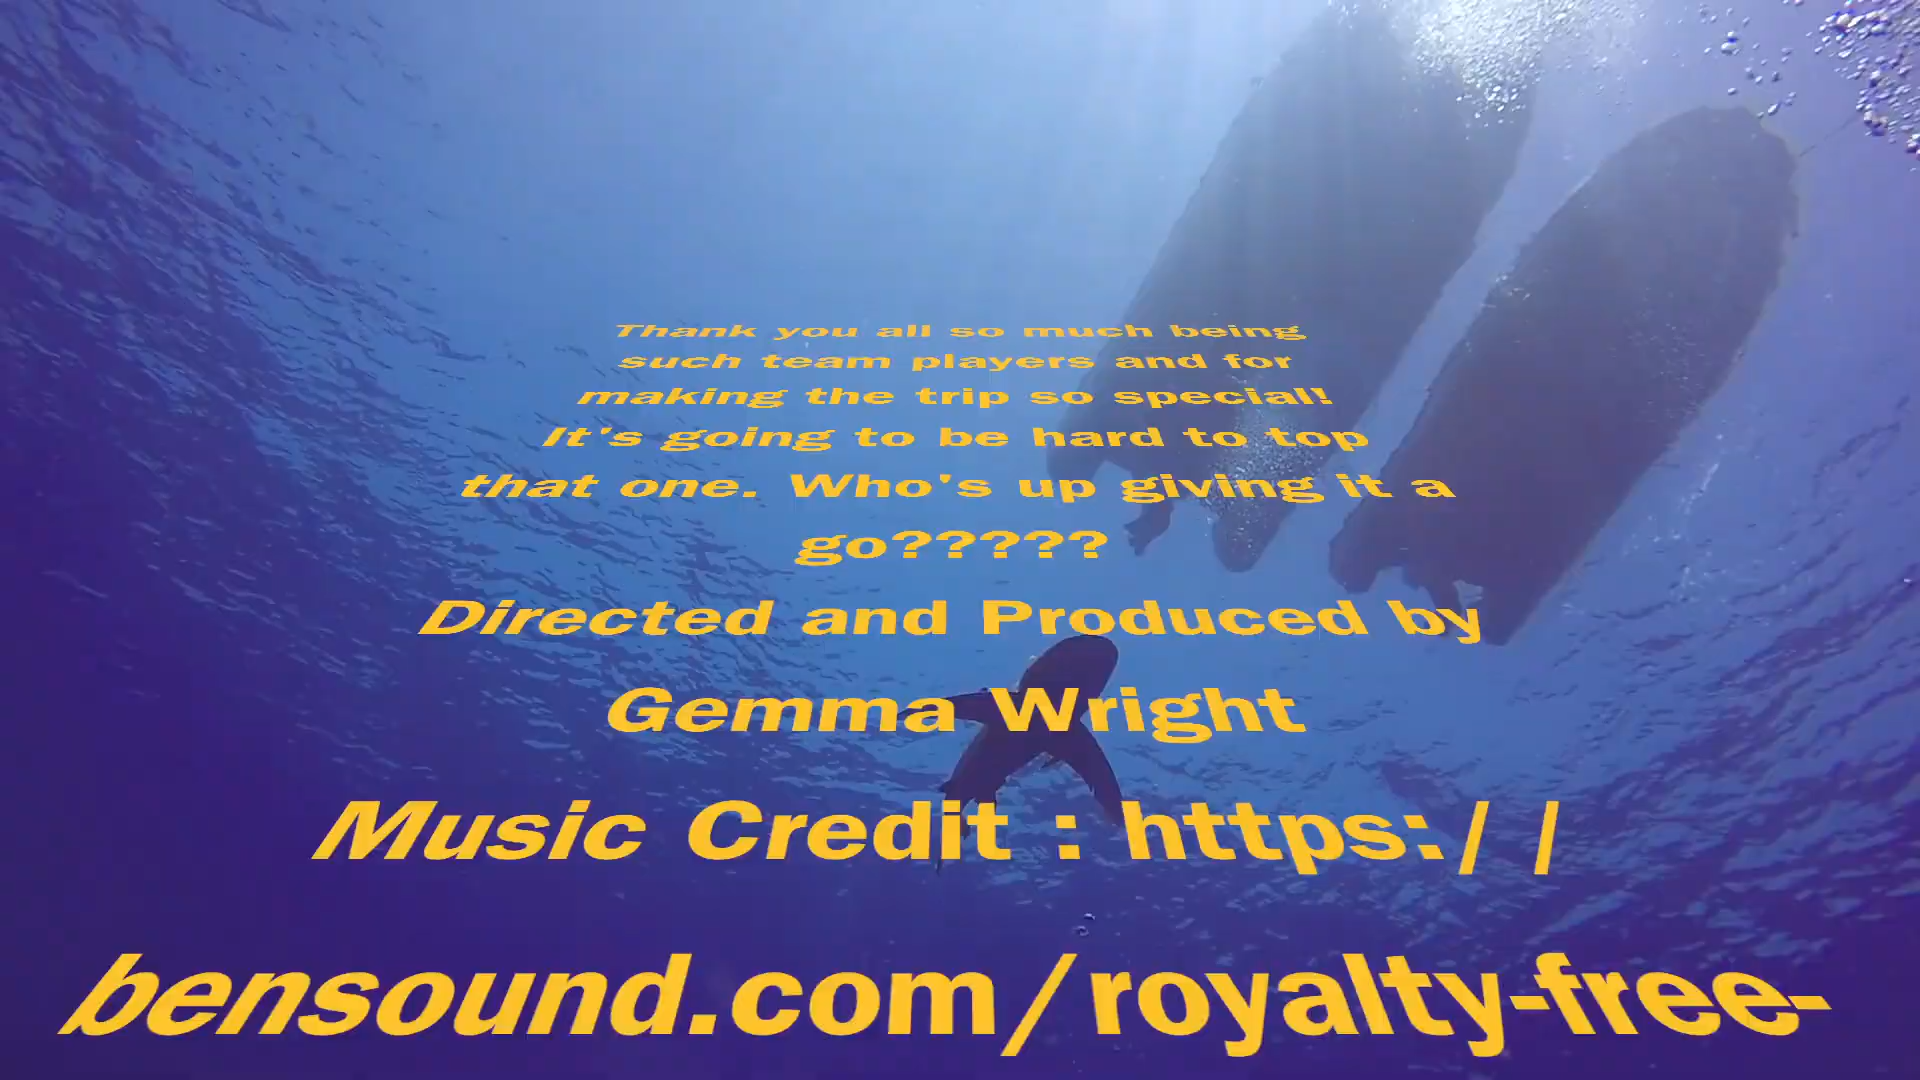 Thank you all so much being
such team players and for
making the trip so special!
It's going to be hard to top
that one. Who's up giving it a
go?????
Directed and Produced by
Gemma Wright
Music Credit : https://
bensound.com/royalty-free-